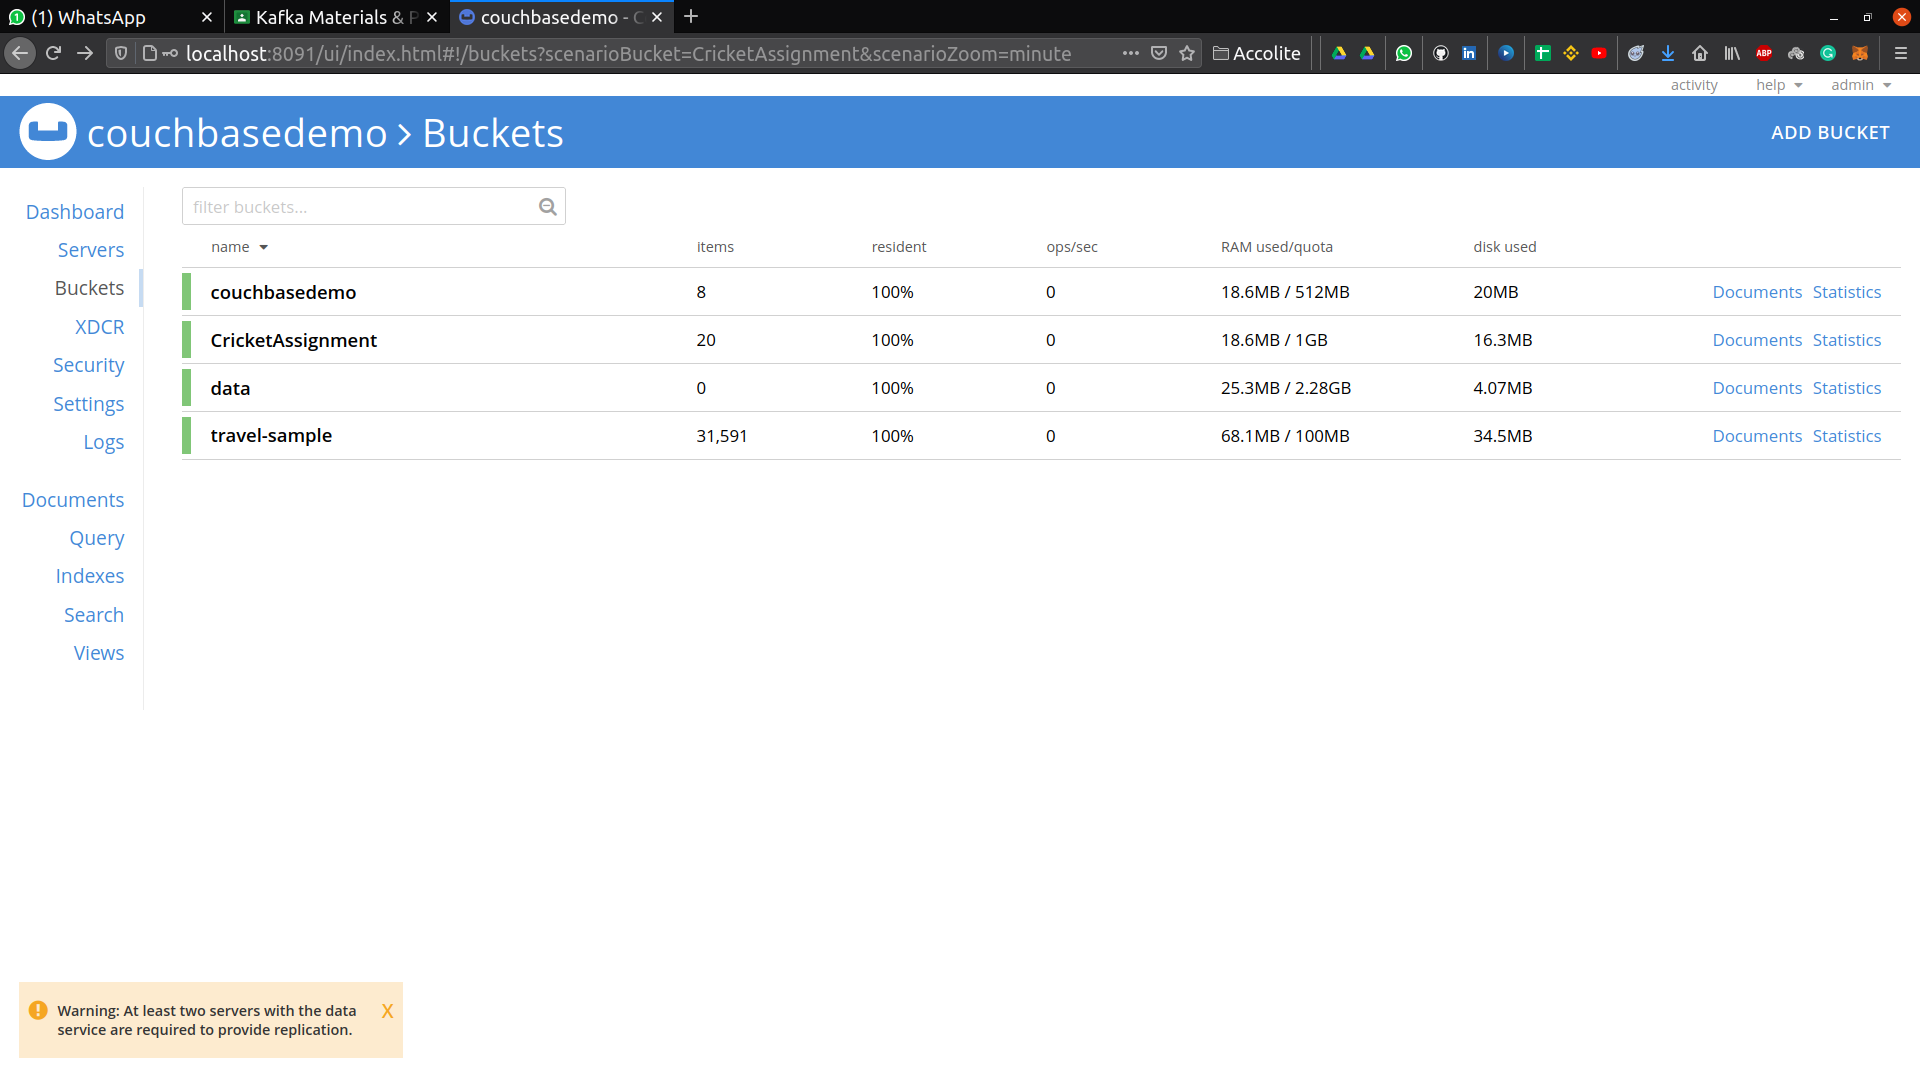 (1) WhatsApp
Kafka Materials & P
couchbasedemo - C
localhost:8091/ui/index.html#!/buckets?scenarioBucket=CricketAssignment&scenarioZoom=minute
Accolite
ABP
activity help admin
couchbasedemo > Buckets
ADD BUCKET
Dashboard
Servers
Buckets
XDCR
Security
Settings
Logs
Documents
Query
Indexes
Search
Views
filter buckets...
name items resident ops/sec RAM used/quota disk used
couchbasedemo 8 100% 0 18.6MB / 512MB 20MB Documents Statistics
CricketAssignment 20 100% 0 18.6MB / 1GB 16.3MB Documents Statistics
data 0 100% 0 25.3MB / 2.28GB 4.07MB Documents Statistics
travel-sample 31,591 100% 0 68.1MB / 100MB 34.5MB Documents Statistics
Warning: At least two servers with the data
service are required to provide replication.
X